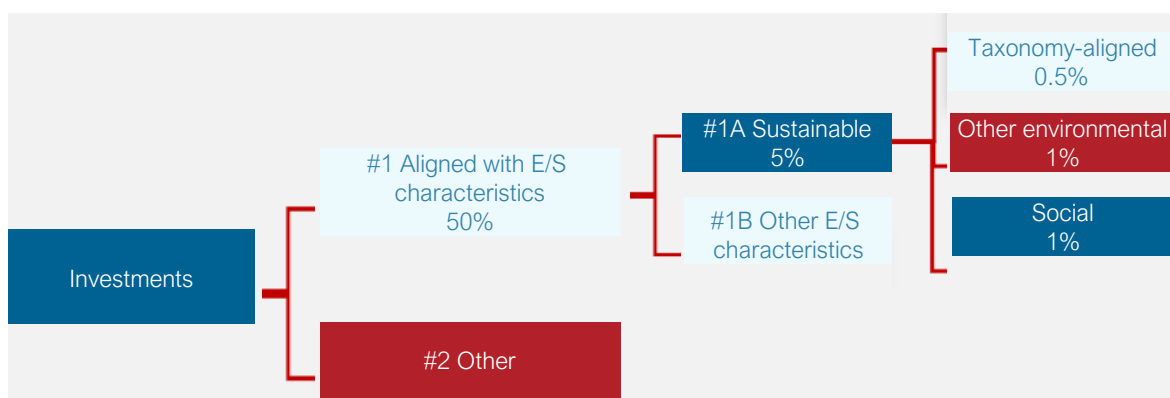 Investments
#1 Aligned with E/S
characteristics
50%
#2 Other
#1A Sustainable
5%
#1B Other E/S
characteristics
Taxonomy-aligned
0.5%
Other environmental
1%
Social
1%